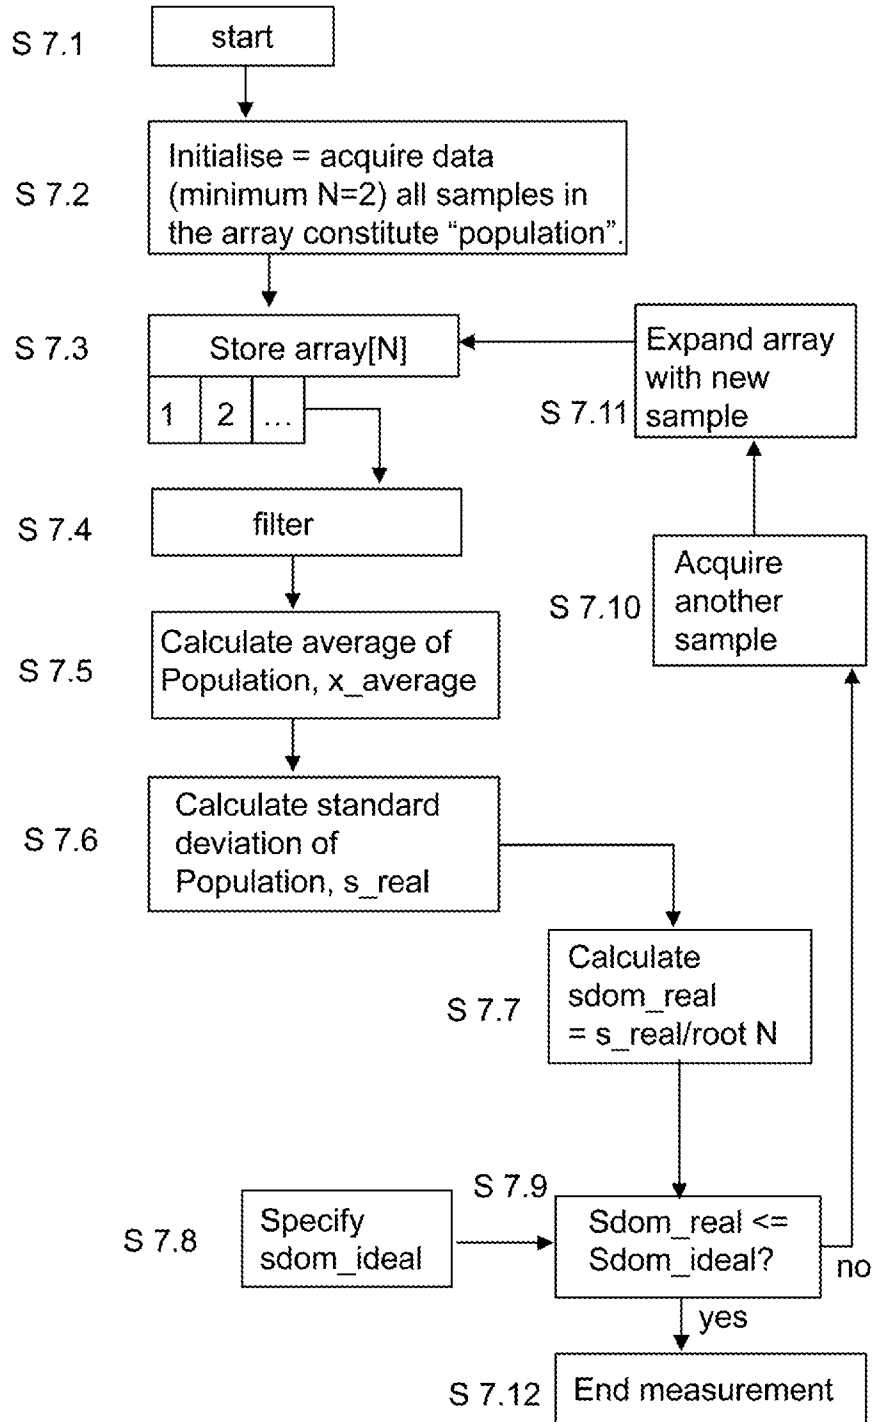 S 7.1
start
S 7.2
Initialise = acquire data
(minimum N=2) all samples in
the array constitute “population”.
S 7.3
Store array[N]
1 2 ...
S 7.11
Expand array
with new
sample
S 7.4
filter
S 7.10
Acquire
another
sample
S 7.5
Calculate average of
Population, x_average
S 7.6
Calculate standard
deviation of
Population, s_real
S 7.7
Calculate
sdom_real
= s_real/root N
S 7.8
Specify
sdom_ideal
S 7.9
Sdom_real <=
Sdom_ideal?
no
yes
S 7.12
End measurement